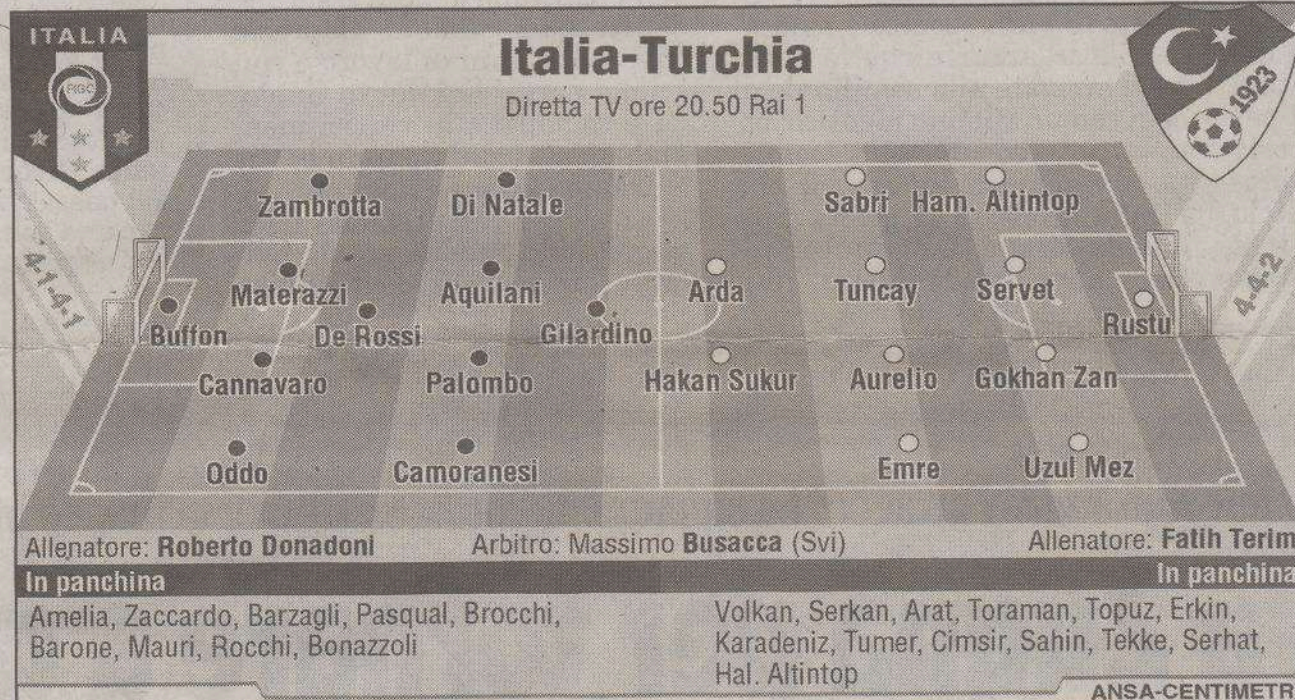 ITALIA
FIGC
Italia-Turchia
Diretta TV ore 20.50 Rai 1
1923
4-1-4-1
4-4-2
Zambrotta
Di Natale
Sabri
Ham. Altintop
Materazzi
Aquilani
Arda
Tuncay
Servet
Buffon
De Rossi
Gilardino
Rustu
Cannavaro
Palombo
Hakan Sukur
Aurelio
Gokhan Zan
Oddo
Camoranesi
Emre
Uzul Mez
Allenatore: Roberto Donadoni
Arbitro: Massimo Busacca (Svi)
Allenatore: Fatih Terim
In panchina
In panchina
Amelia, Zaccardo, Barzagli, Pasqual, Brocchi,
Barone, Mauri, Rocchi, Bonazzoli
Volkan, Serkan, Arat, Toraman, Topuz, Erkin,
Karadeniz, Tumer, Cimsir, Sahin, Tekke, Serhat,
Hal. Altintop
ANSA-CENTIMETR